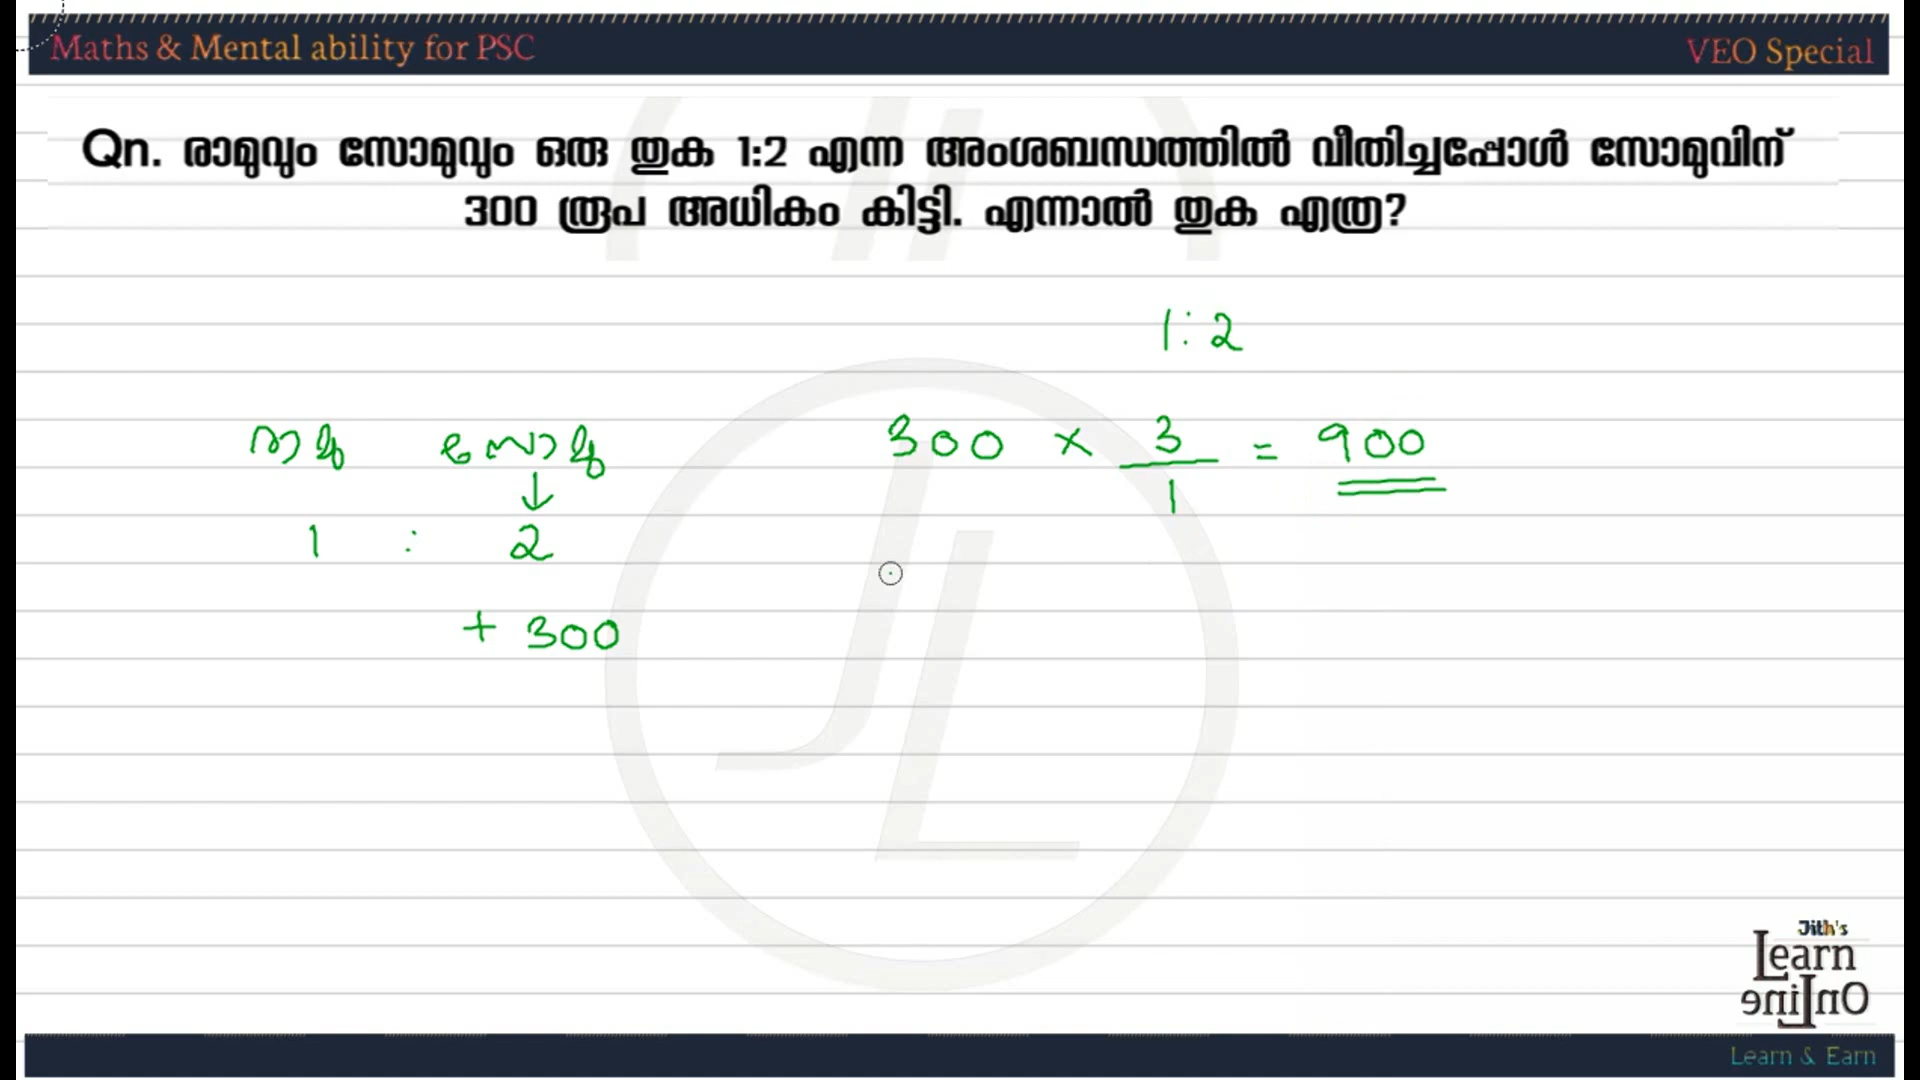 Maths & Mental ability for PSC
VEO Special
Qn. രാമുവും സോമുവും ഒരു തുക 1:2 എന്ന അംശബന്ധത്തിൽ വീതിച്ചപ്പോൾ സോമുവിന്
300 രൂപ അധികം കിട്ടി. എന്നാൽ തുക എത്ര?
1:2
രാമു സോമു
↓
1 : 2
+ 300
300 × 3/1 = 900
JL
Jith's
Learn
OnLine
Learn & Earn